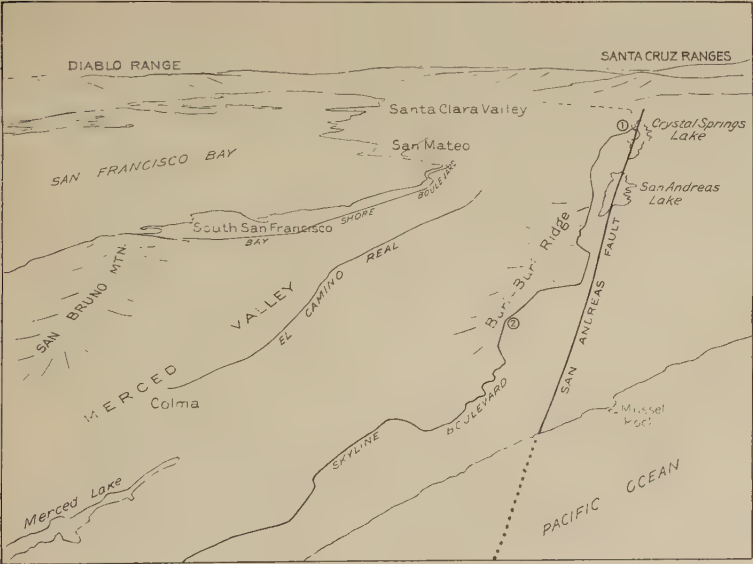 DIABLO RANGE
SANTA CRUZ RANGES
Santa Clara Valley
① Crystal Springs
Lake
San Mateo
SAN FRANCISCO BAY
San Andreas
Lake
South San Francisco
BAY SHORE BOULEVARD
SAN BRUNO MTN.
MERCED VALLEY
EL CAMINO REAL
Buri-Buri Ridge
②
SAN ANDREAS FAULT
Colma
SKYLINE BOULEVARD
Mussel
Rock
Merced Lake
PACIFIC OCEAN